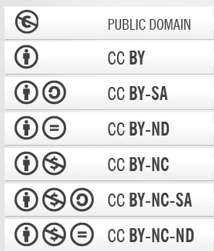 PUBLIC DOMAIN
CC BY
CC BY-SA
CC BY-ND
CC BY-NC
CC BY-NC-SA
CC BY-NC-ND